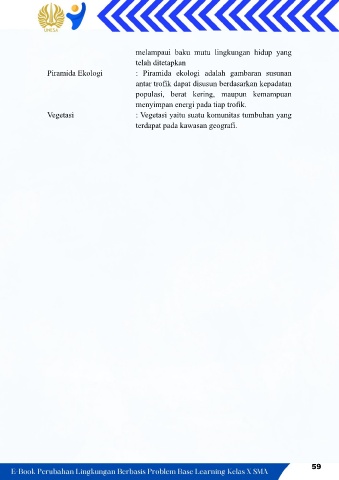 UNESA
melampaui baku mutu lingkungan hidup yang
telah ditetapkan
Piramida Ekologi : Piramida ekologi adalah gambaran susunan
antar trofik dapat disusun berdasarkan kepadatan
populasi, berat kering, maupun kemampuan
menyimpan energi pada tiap trofik.
Vegetasi : Vegetasi yaitu suatu komunitas tumbuhan yang
terdapat pada kawasan geografi.
E-Book Perubahan Lingkungan Berbasis Problem Base Learning Kelas X SMA 59